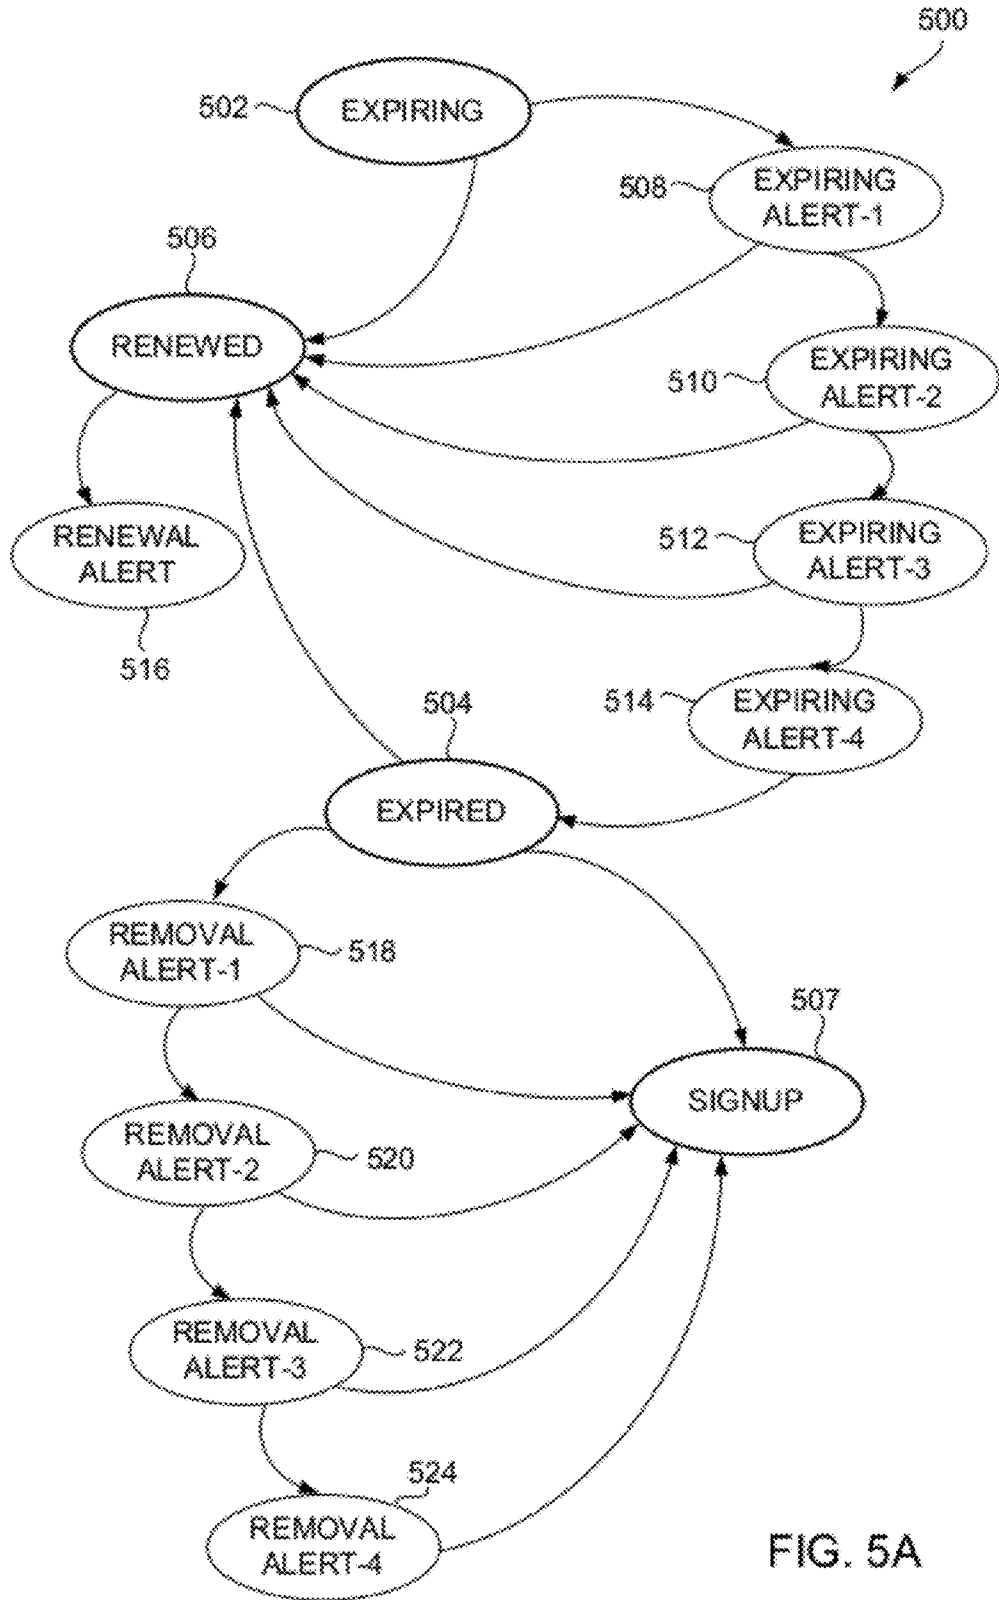 500
502
EXPIRING
508
EXPIRING
ALERT-1
506
RENEWED
510
EXPIRING
ALERT-2
RENEWAL
ALERT
512
EXPIRING
ALERT-3
516
514
EXPIRING
ALERT-4
504
EXPIRED
REMOVAL
ALERT-1
518
507
SIGNUP
REMOVAL
ALERT-2
520
REMOVAL
ALERT-3
522
524
REMOVAL
ALERT-4
FIG. 5A